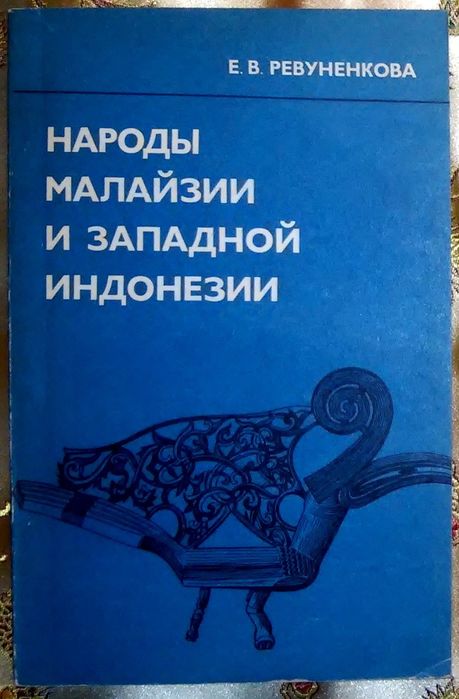 Е. В. РЕВУНЕНКОВА
НАРОДЫ
МАЛАЙЗИИ
И ЗАПАДНОЙ
ИНДОНЕЗИИ